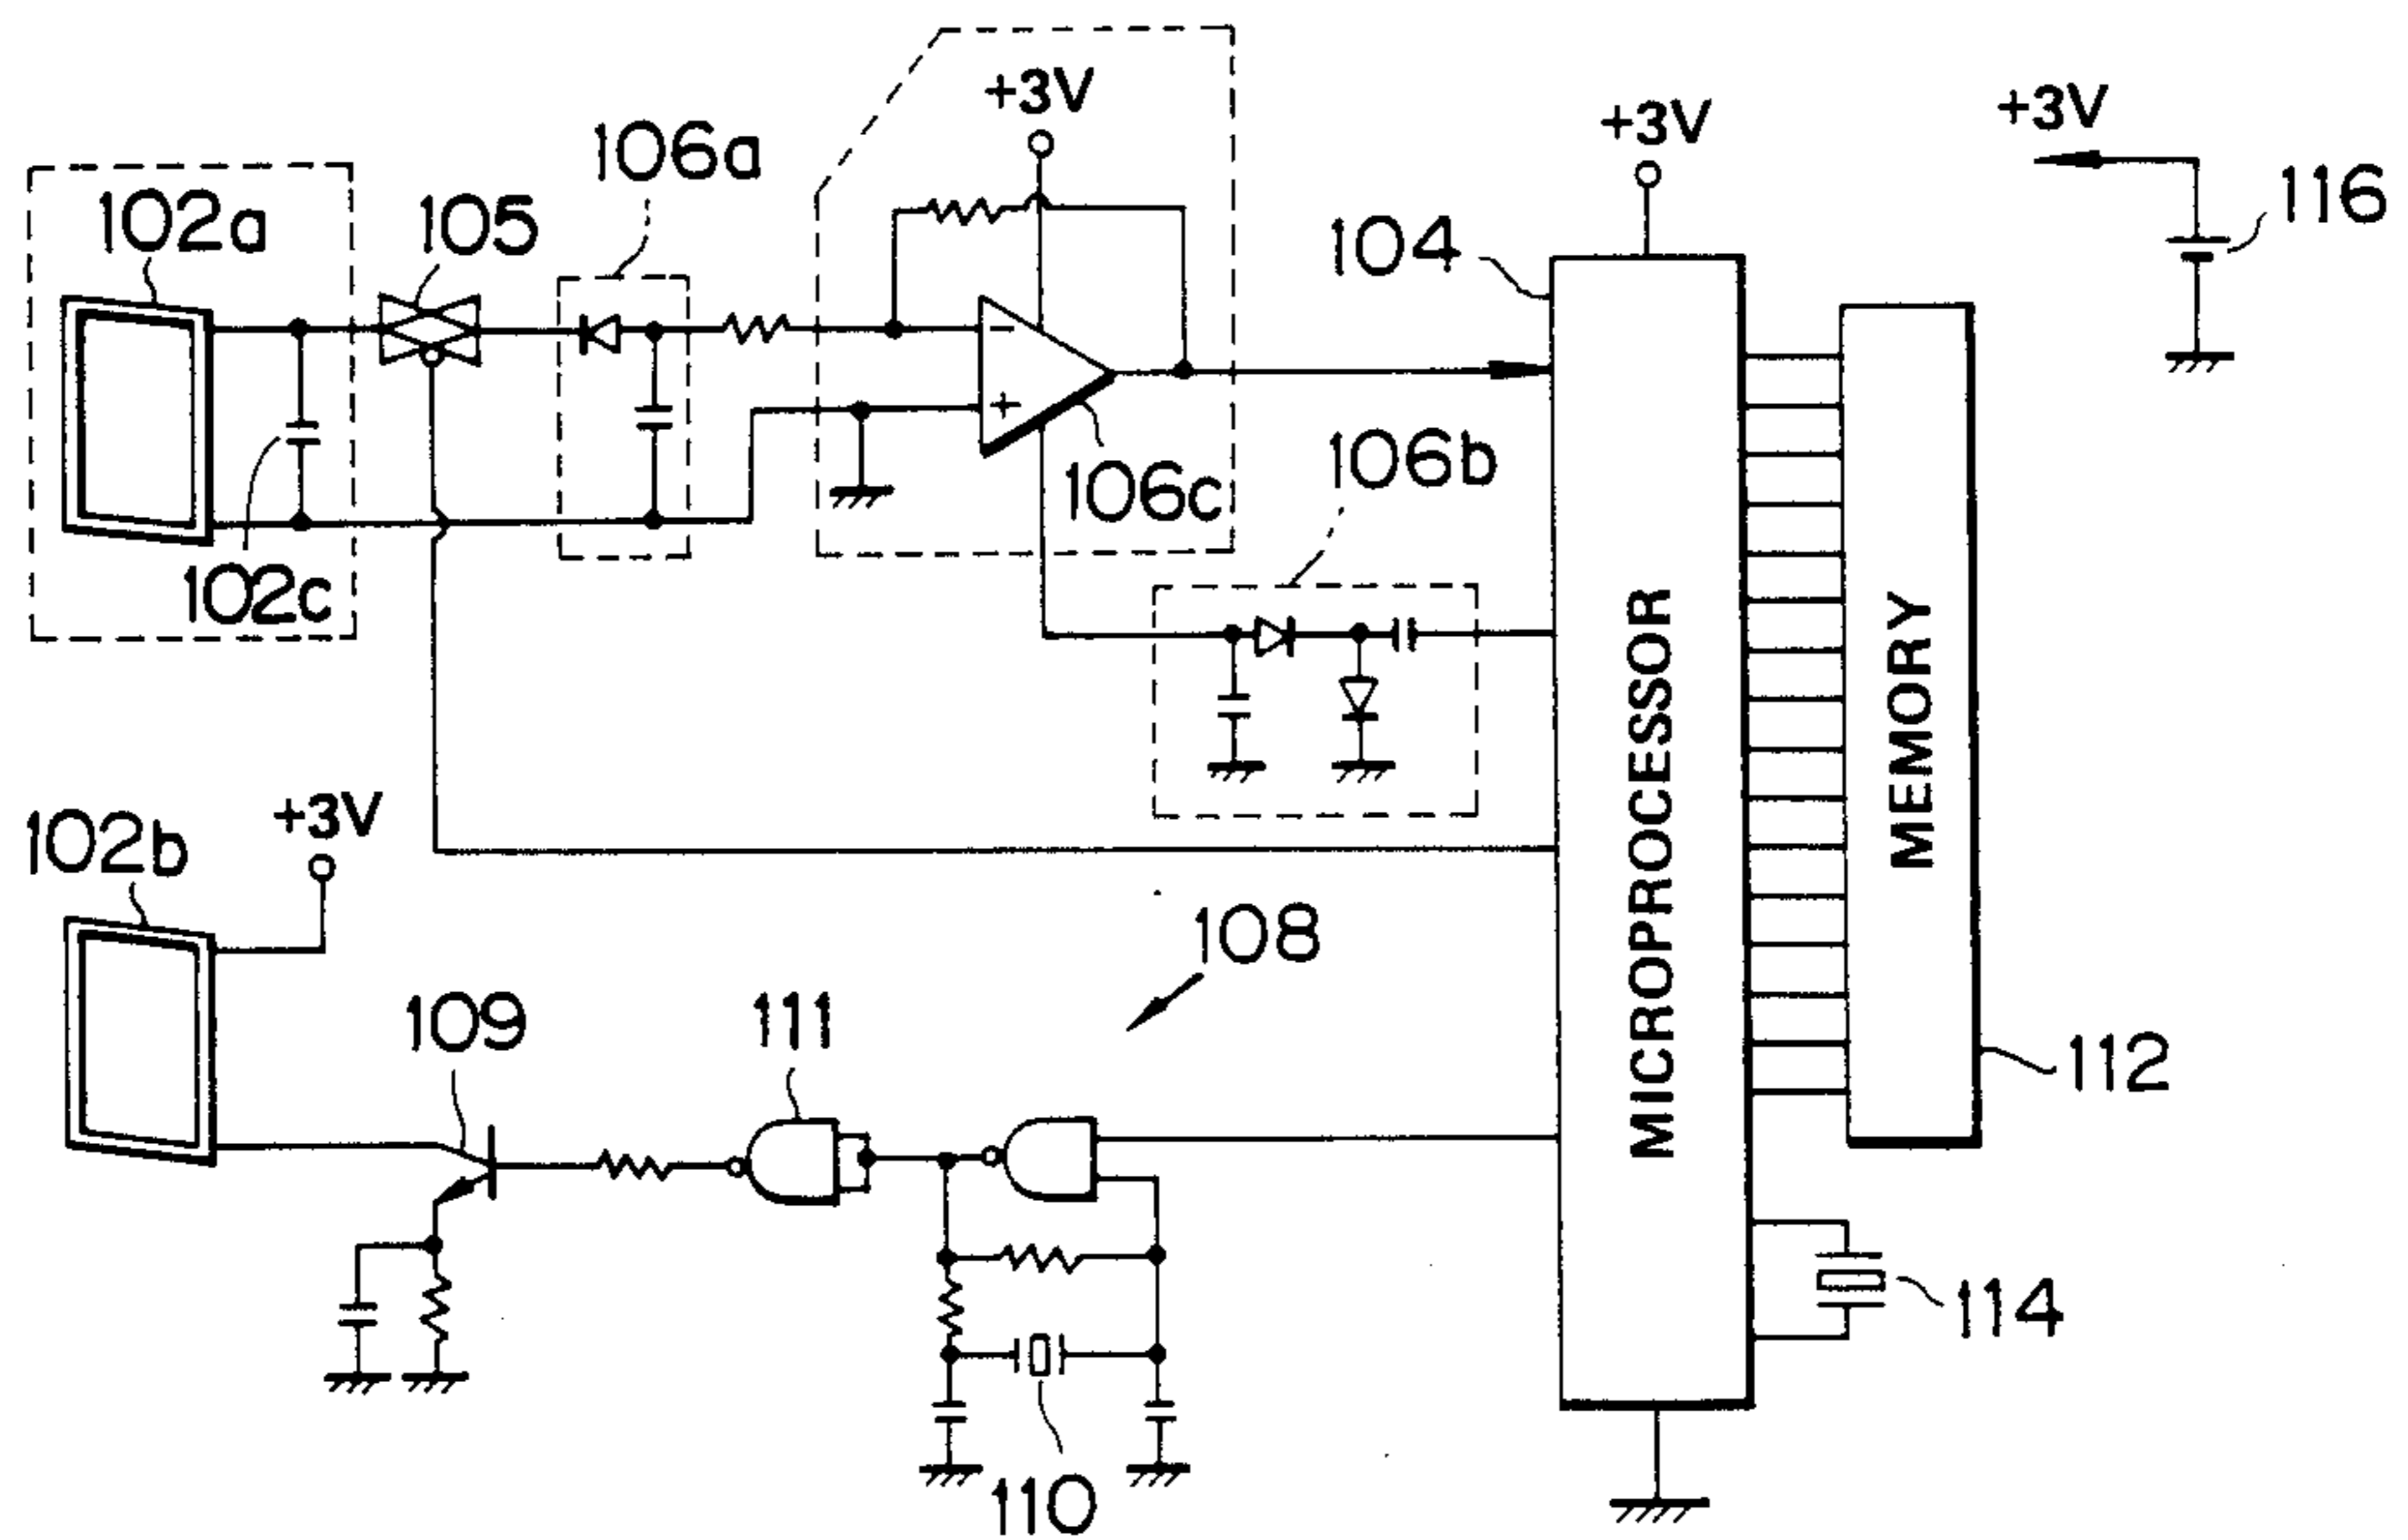 +3V
+3V
+3V
106a
102a
105
116
104
106b
106c
102c
MICROPROCESSOR
MEMORY
+3V
102b
108
109
111
112
114
110